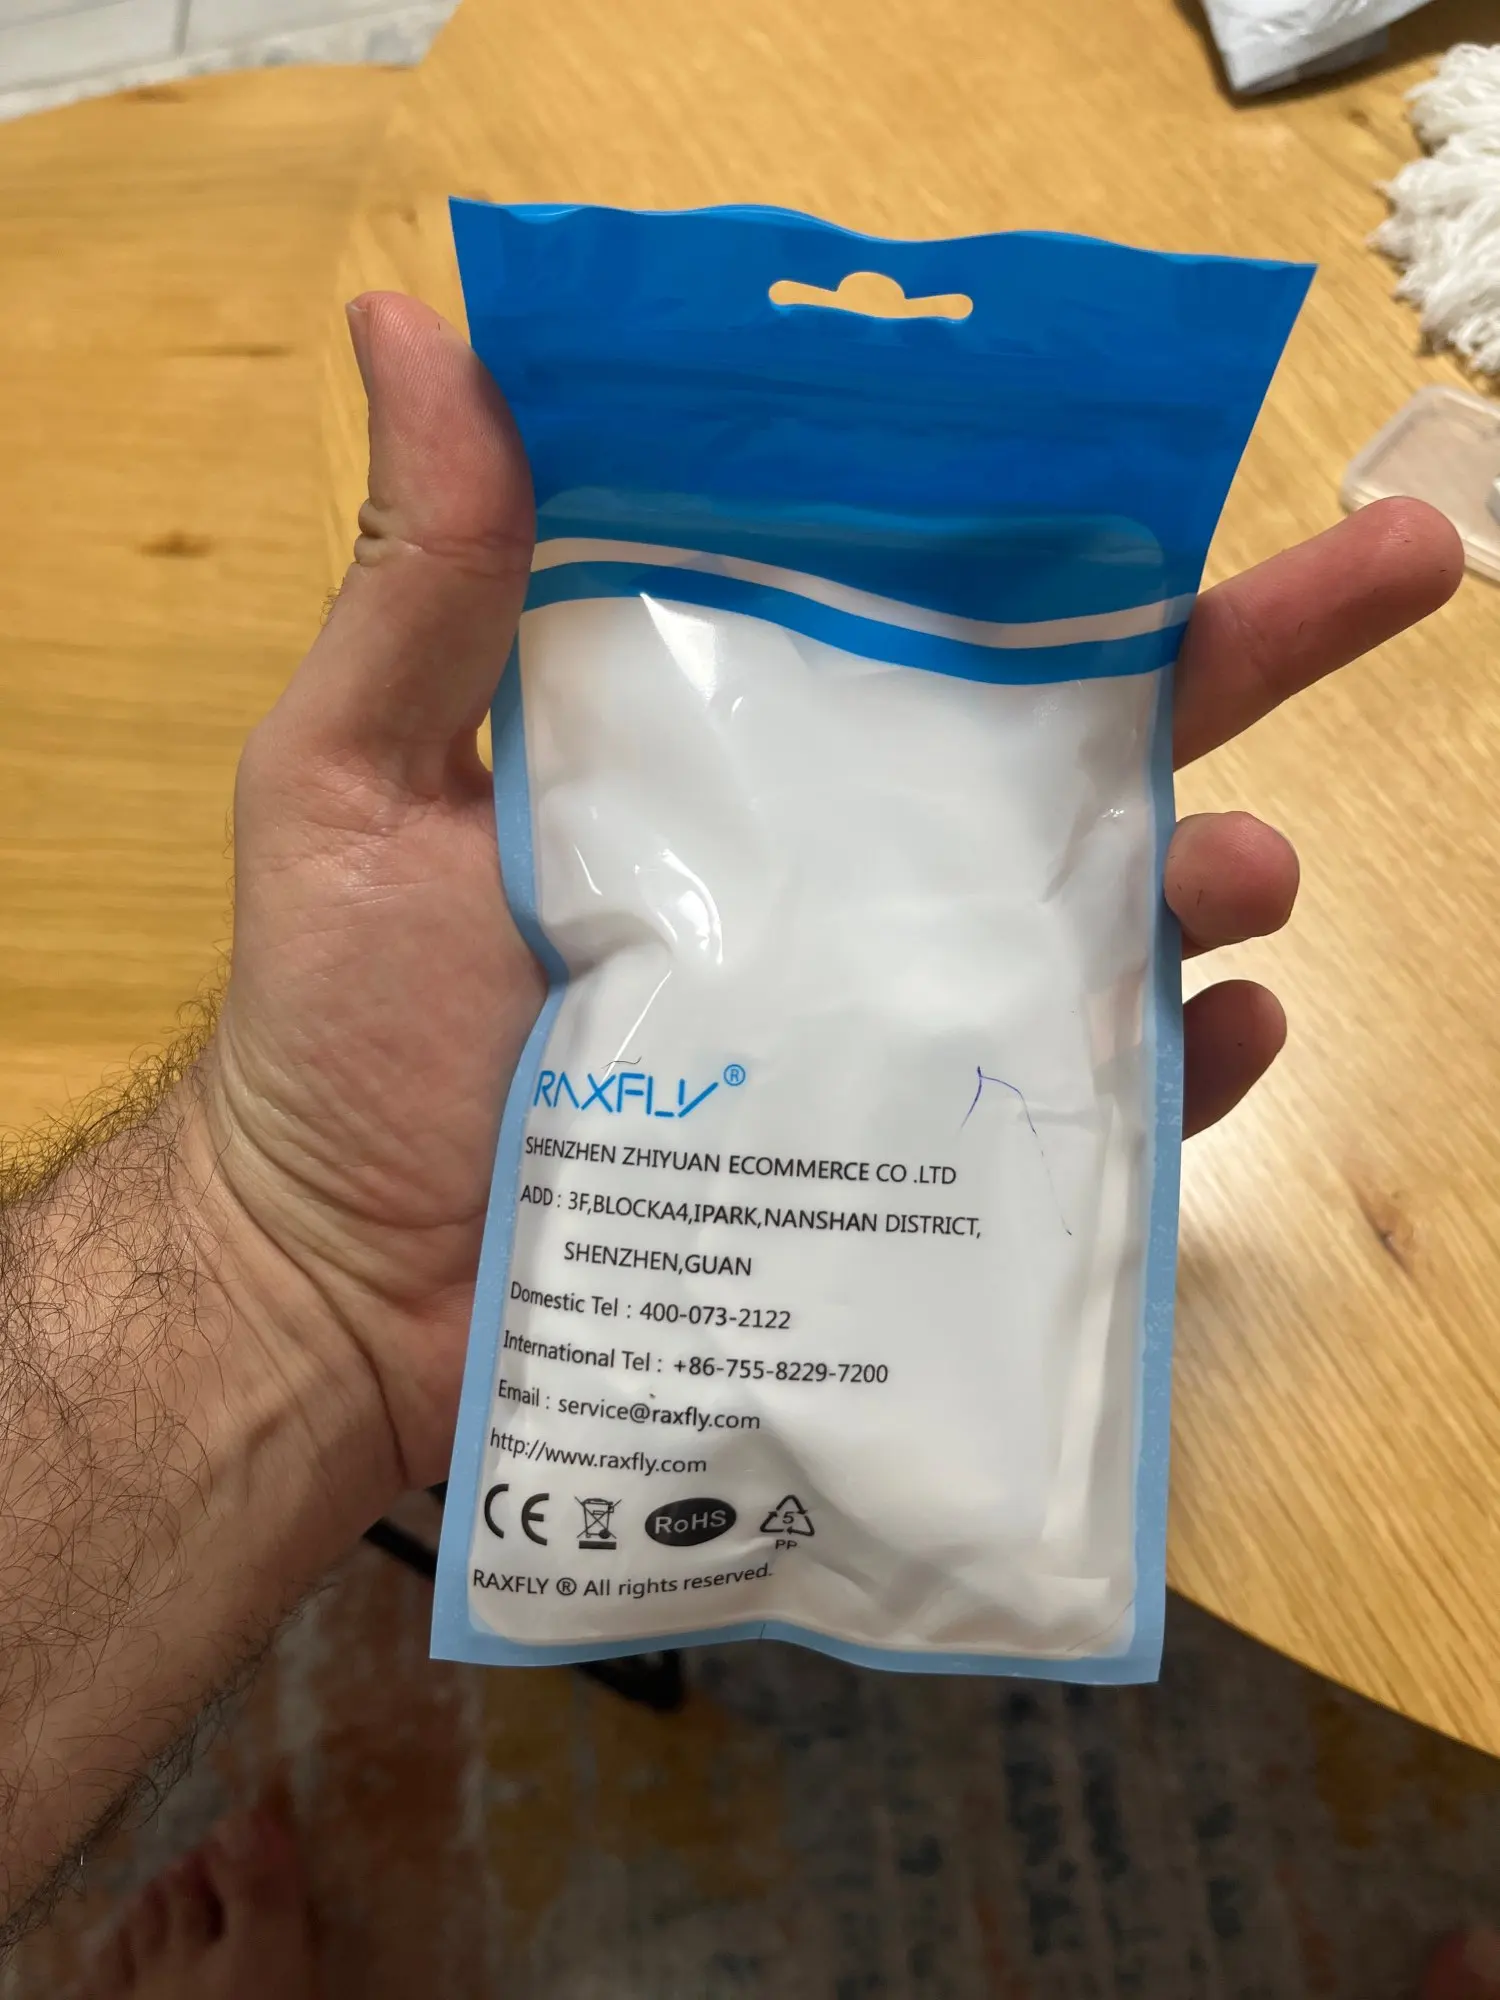 RAXFLY®
SHENZHEN ZHIYUAN ECOMMERCE CO .LTD
ADD : 3F,BLOCKA4,IPARK,NANSHAN DISTRICT,
SHENZHEN,GUAN
Domestic Tel : 400-073-2122
International Tel : +86-755-8229-7200
Email : service@raxfly.com
http://www.raxfly.com
CE RoHS 5 PP
RAXFLY ® All rights reserved.